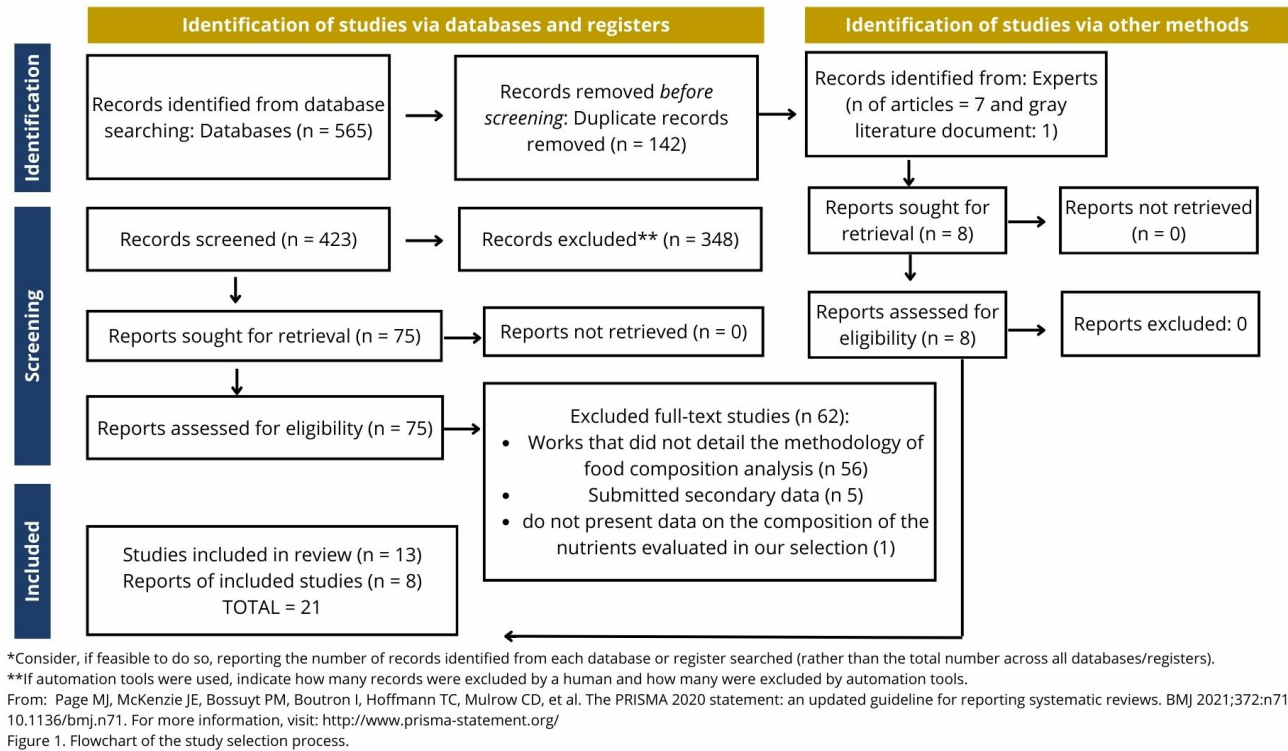 Identification of studies via databases and registers
Identification of studies via other methods
Identification
Records identified from database
searching: Databases (n = 565)
Records removed before
screening: Duplicate records
removed (n = 142)
Records identified from: Experts
(n of articles = 7 and gray
literature document: 1)
Reports sought for
retrieval (n = 8)
Reports not retrieved
(n = 0)
Screening
Records screened (n = 423)
Records excluded** (n = 348)
Reports sought for retrieval (n = 75)
Reports not retrieved (n = 0)
Reports assessed for
eligibility (n = 8)
Reports excluded: 0
Reports assessed for eligibility (n = 75)
Excluded full-text studies (n 62):
• Works that did not detail the methodology of
food composition analysis (n 56)
• Submitted secondary data (n 5)
• do not present data on the composition of the
nutrients evaluated in our selection (1)
Included
Studies included in review (n = 13)
Reports of included studies (n = 8)
TOTAL = 21
*Consider, if feasible to do so, reporting the number of records identified from each database or register searched (rather than the total number across all databases/registers).
**If automation tools were used, indicate how many records were excluded by a human and how many were excluded by automation tools.
From: Page MJ, McKenzie JE, Bossuyt PM, Boutron I, Hoffmann TC, Mulrow CD, et al. The PRISMA 2020 statement: an updated guideline for reporting systematic reviews. BMJ 2021;372:n71
10.1136/bmj.n71. For more information, visit: http://www.prisma-statement.org/
Figure 1. Flowchart of the study selection process.